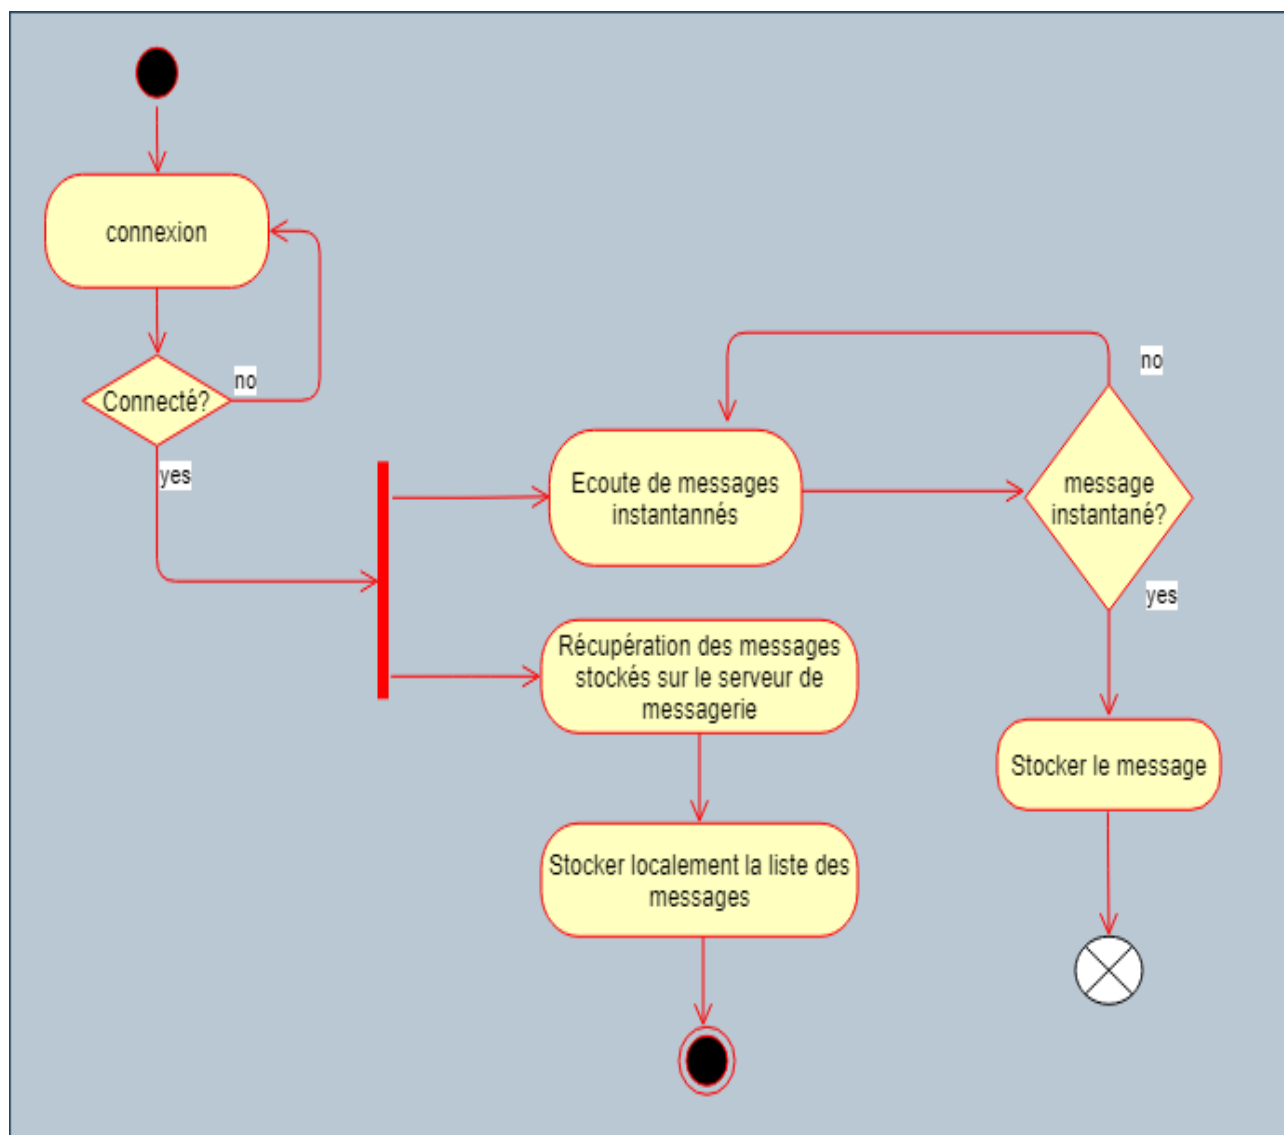 connexion
Connecté?
no
yes
Ecoute de messages
instantannés
message
instantané?
no
yes
Récupération des messages
stockés sur le serveur de
messagerie
Stocker le message
Stocker localement la liste des
messages